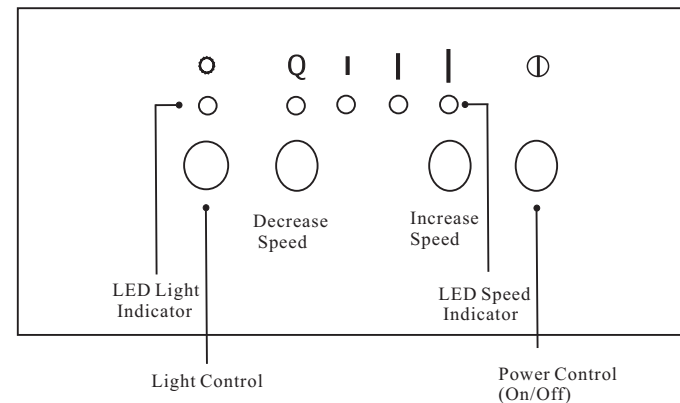 Q
Decrease
Speed
Increase
Speed
LED Light
Indicator
LED Speed
Indicator
Light Control
Power Control
(On/Off)